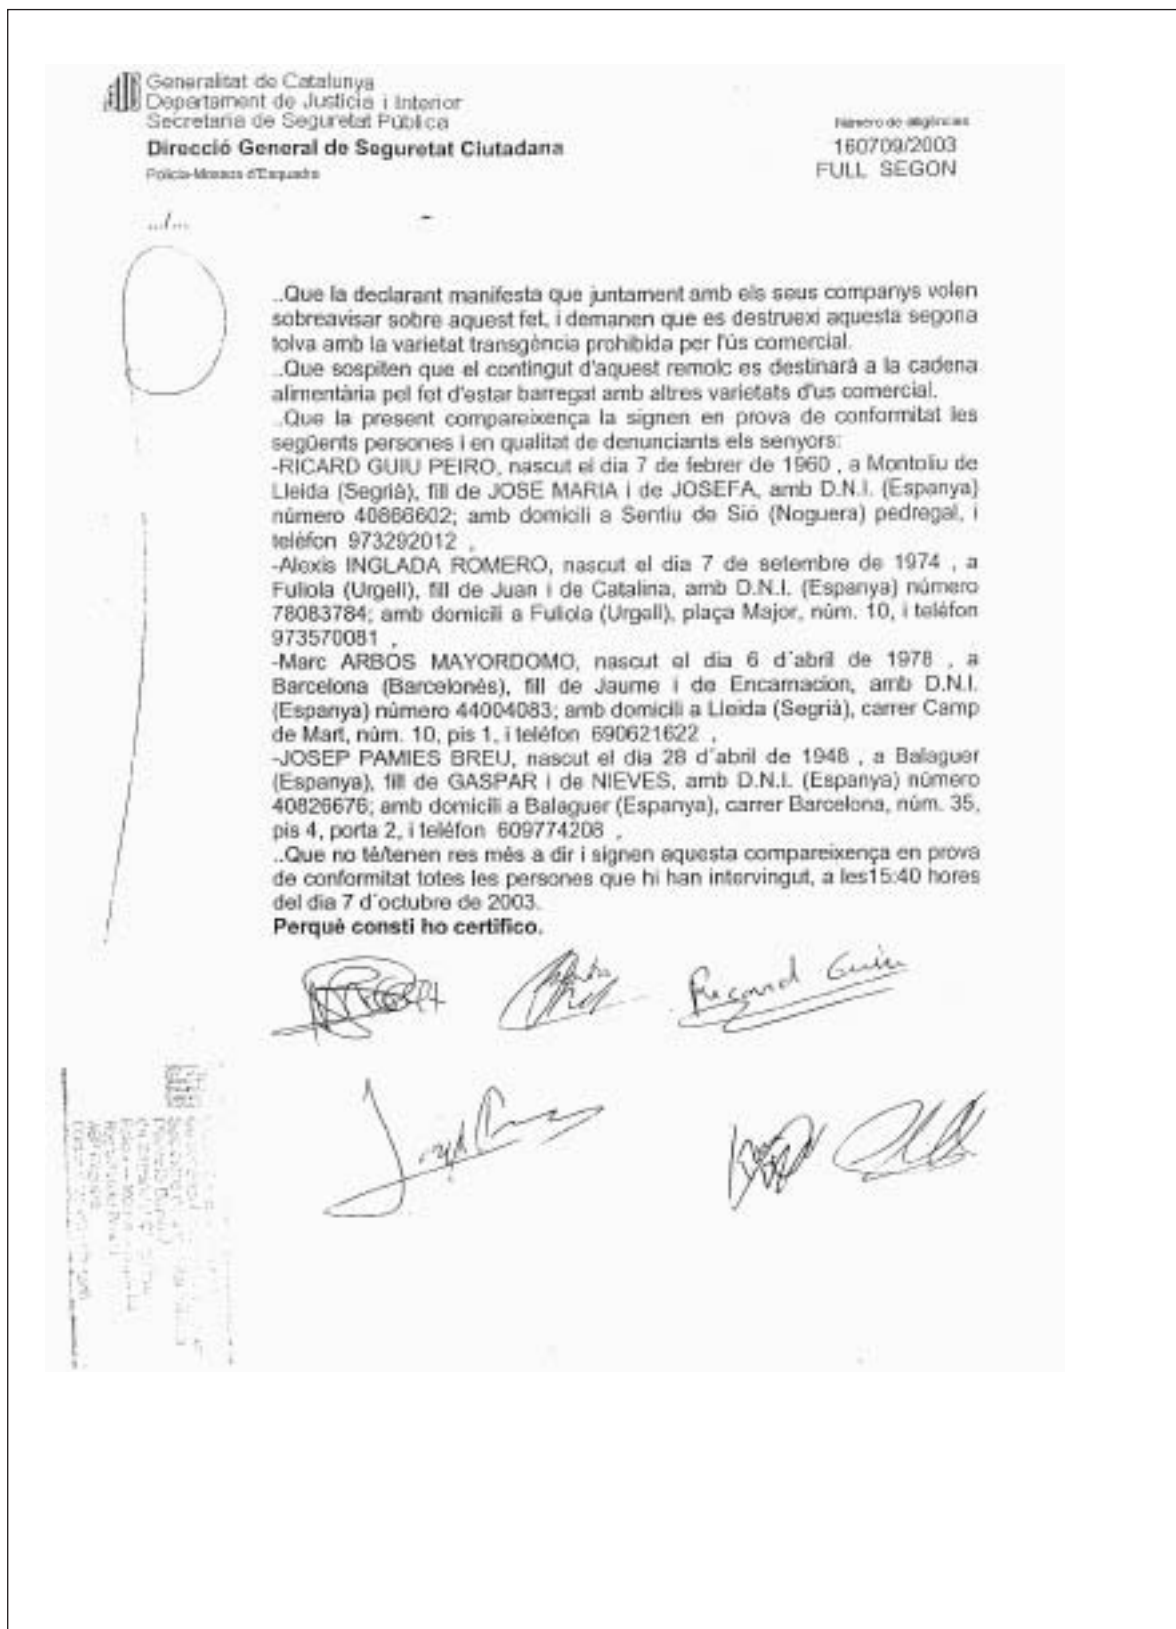 Generalitat de Catalunya
Departament de Justícia i Interior
Secretaria de Seguretat Pública
Direcció General de Seguretat Ciutadana
Policia-Mossos d'Esquadra
Número de diligències
160709/2003
FULL SEGON
.../...
..Que la declarant manifesta que juntament amb els seus companys volen
sobreavisar sobre aquest fet, i demanen que es destrueixi aquesta segona
tolva amb la varietat transgència prohibida per l'ús comercial.
..Que sospiten que el contingut d'aquest remolc es destinarà a la cadena
alimentària pel fet d'estar barregat amb altres varietats d'us comercial.
..Que la present compareixença la signen en prova de conformitat les
següents persones i en qualitat de denunciants els senyors:
-RICARD GUIU PEIRO, nascut el dia 7 de febrer de 1960 , a Montoliu de
Lleida (Segrià), fill de JOSE MARIA i de JOSEFA, amb D.N.I. (Espanya)
número 40866602; amb domicili a Sentiu de Sió (Noguera) pedregal, i
telèfon 973292012 ,
-Alexis INGLADA ROMERO, nascut el dia 7 de setembre de 1974 , a
Fuliola (Urgell), fill de Juan i de Catalina, amb D.N.I. (Espanya) número
78083784; amb domicili a Fuliola (Urgell), plaça Major, núm. 10, i telèfon
973570081 ,
-Marc ARBOS MAYORDOMO, nascut el dia 6 d´abril de 1978 , a
Barcelona (Barcelonès), fill de Jaume i de Encarnacion, amb D.N.I.
(Espanya) número 44004083; amb domicili a Lleida (Segrià), carrer Camp
de Mart, núm. 10, pis 1, i telèfon 690621622 ,
-JOSEP PAMIES BREU, nascut el dia 28 d´abril de 1948 , a Balaguer
(Espanya), fill de GASPAR i de NIEVES, amb D.N.I. (Espanya) número
40826676; amb domicili a Balaguer (Espanya), carrer Barcelona, núm. 35,
pis 4, porta 2, i telèfon 609774208 ,
..Que no té/tenen res més a dir i signen aquesta compareixença en prova
de conformitat totes les persones que hi han intervingut, a les15:40 hores
del dia 7 d´octubre de 2003.
Perquè consti ho certifico.
Ricard Guiu